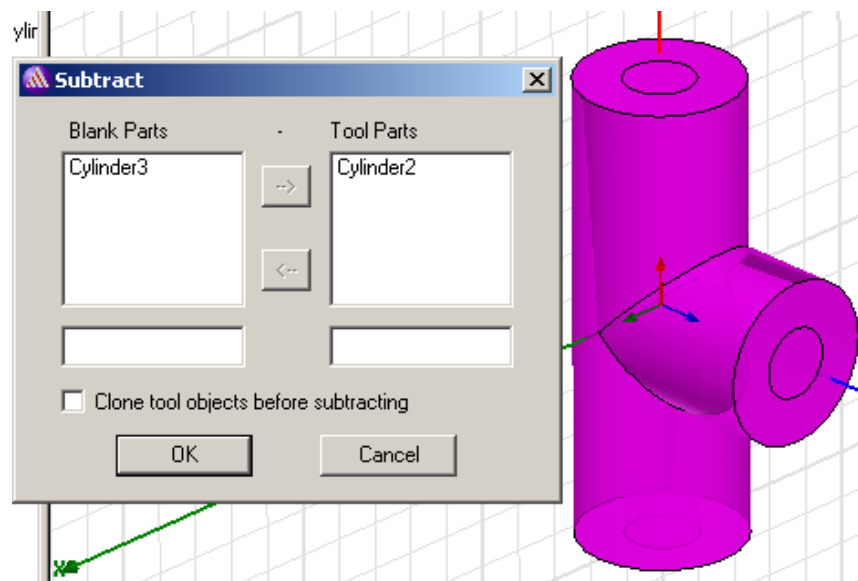 ylir
Subtract
Blank Parts - Tool Parts
Cylinder3 Cylinder2
-->
<--
Clone tool objects before subtracting
OK Cancel
X